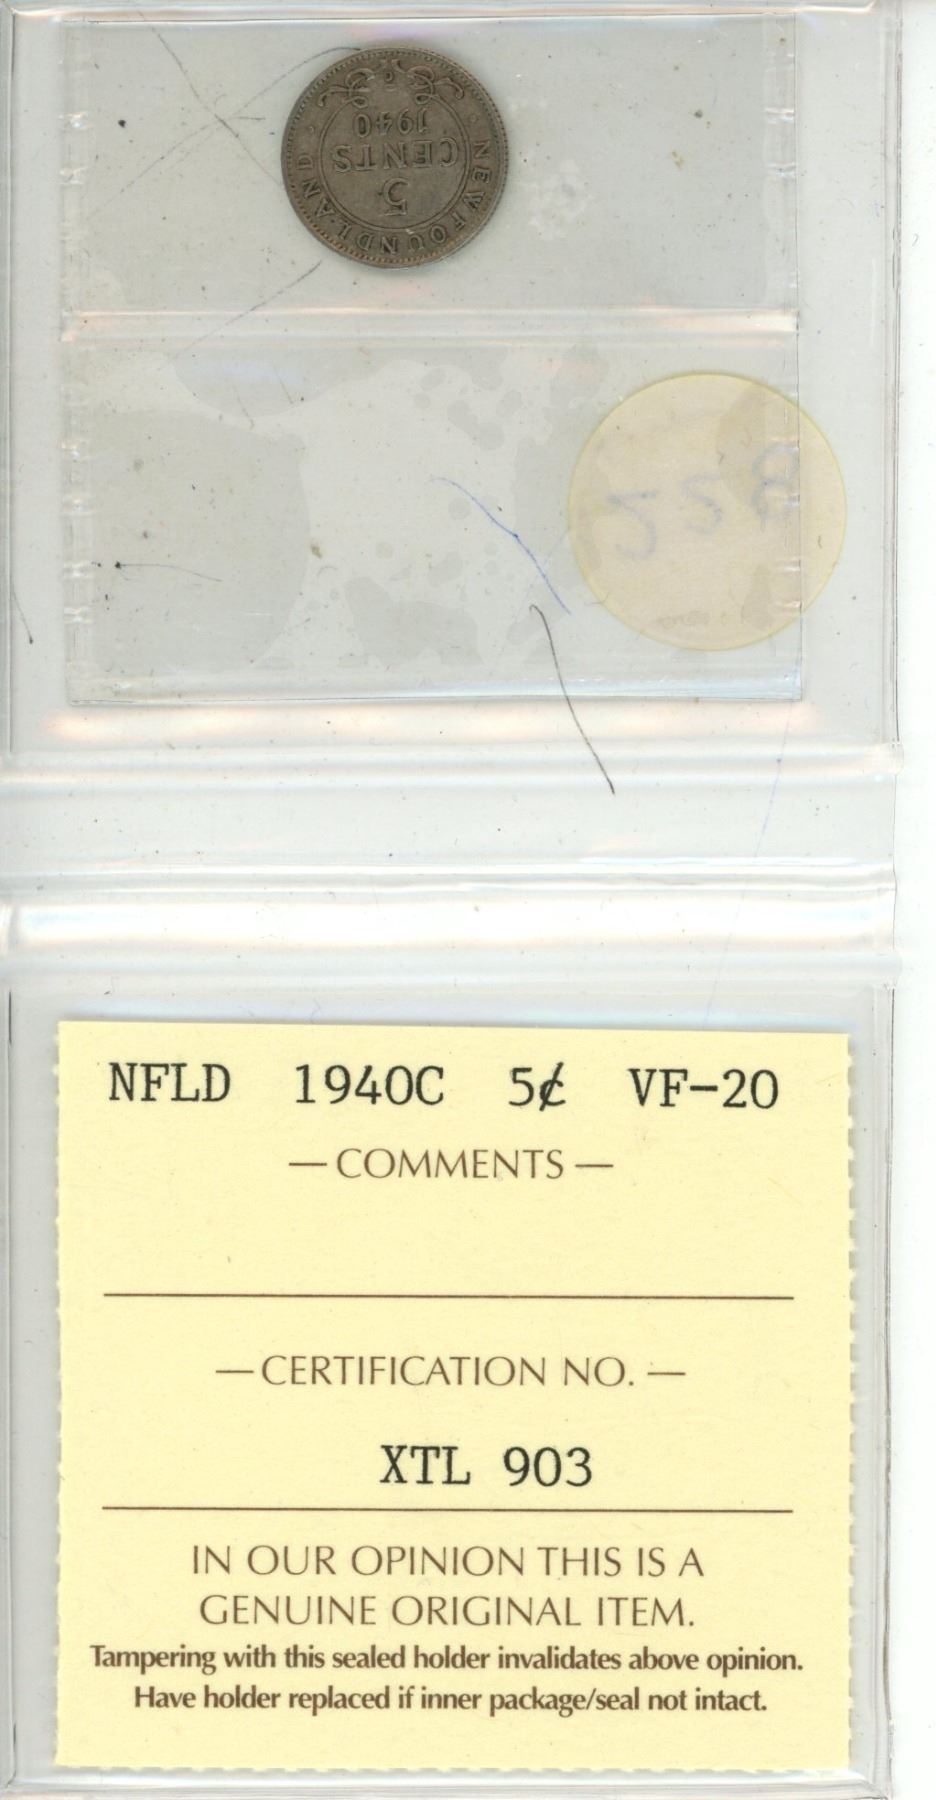 NEWFOUNDLAND
5
CENTS
1940
C
NFLD 1940C 5¢ VF-20
— COMMENTS —
— CERTIFICATION NO. —
XTL 903
IN OUR OPINION THIS IS A
GENUINE ORIGINAL ITEM.
Tampering with this sealed holder invalidates above opinion.
Have holder replaced if inner package/seal not intact.